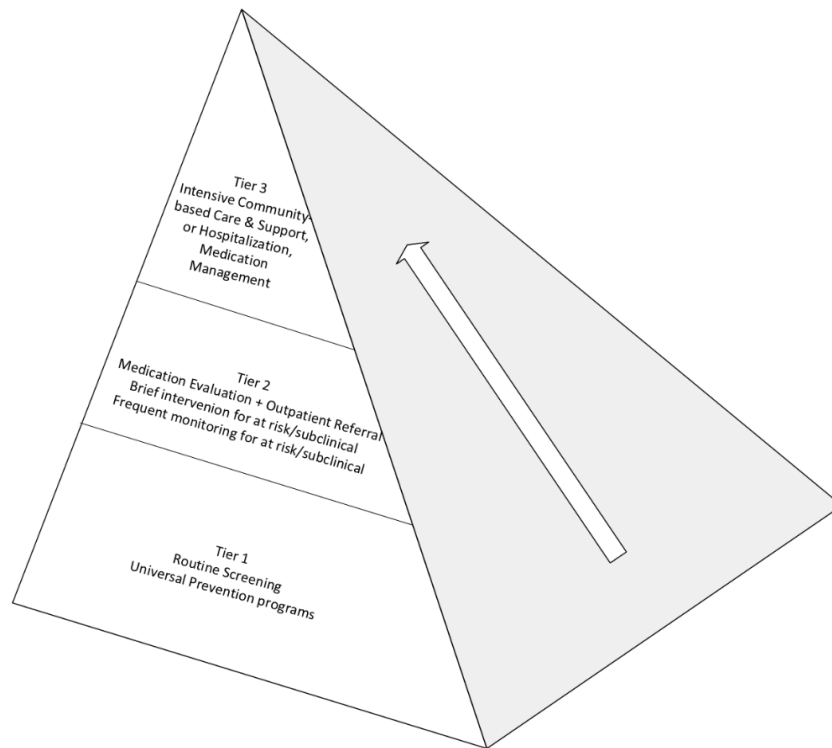 Tier 3
Intensive Community-
based Care & Support,
or Hospitalization,
Medication
Management
Tier 2
Medication Evaluation + Outpatient Referral
Brief intervenion for at risk/subclinical
Frequent monitoring for at risk/subclinical
Tier 1
Routine Screening
Universal Prevention programs